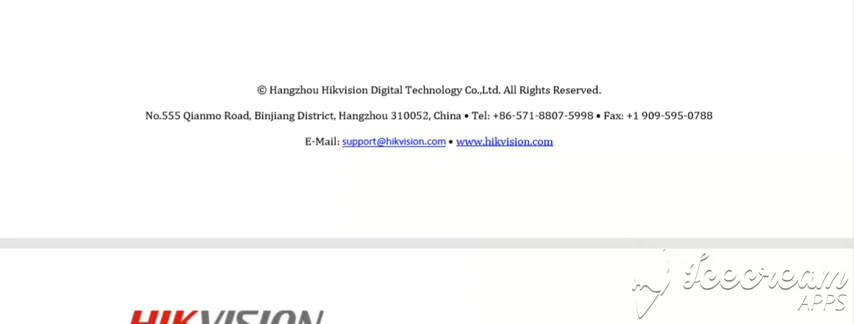 © Hangzhou Hikvision Digital Technology Co.,Ltd. All Rights Reserved.
No.555 Qianmo Road, Binjiang District, Hangzhou 310052, China • Tel: +86-571-8807-5998 • Fax: +1 909-595-0788
E-Mail: support@hikvision.com • www.hikvision.com
Icecream
APPS
HIKVISION